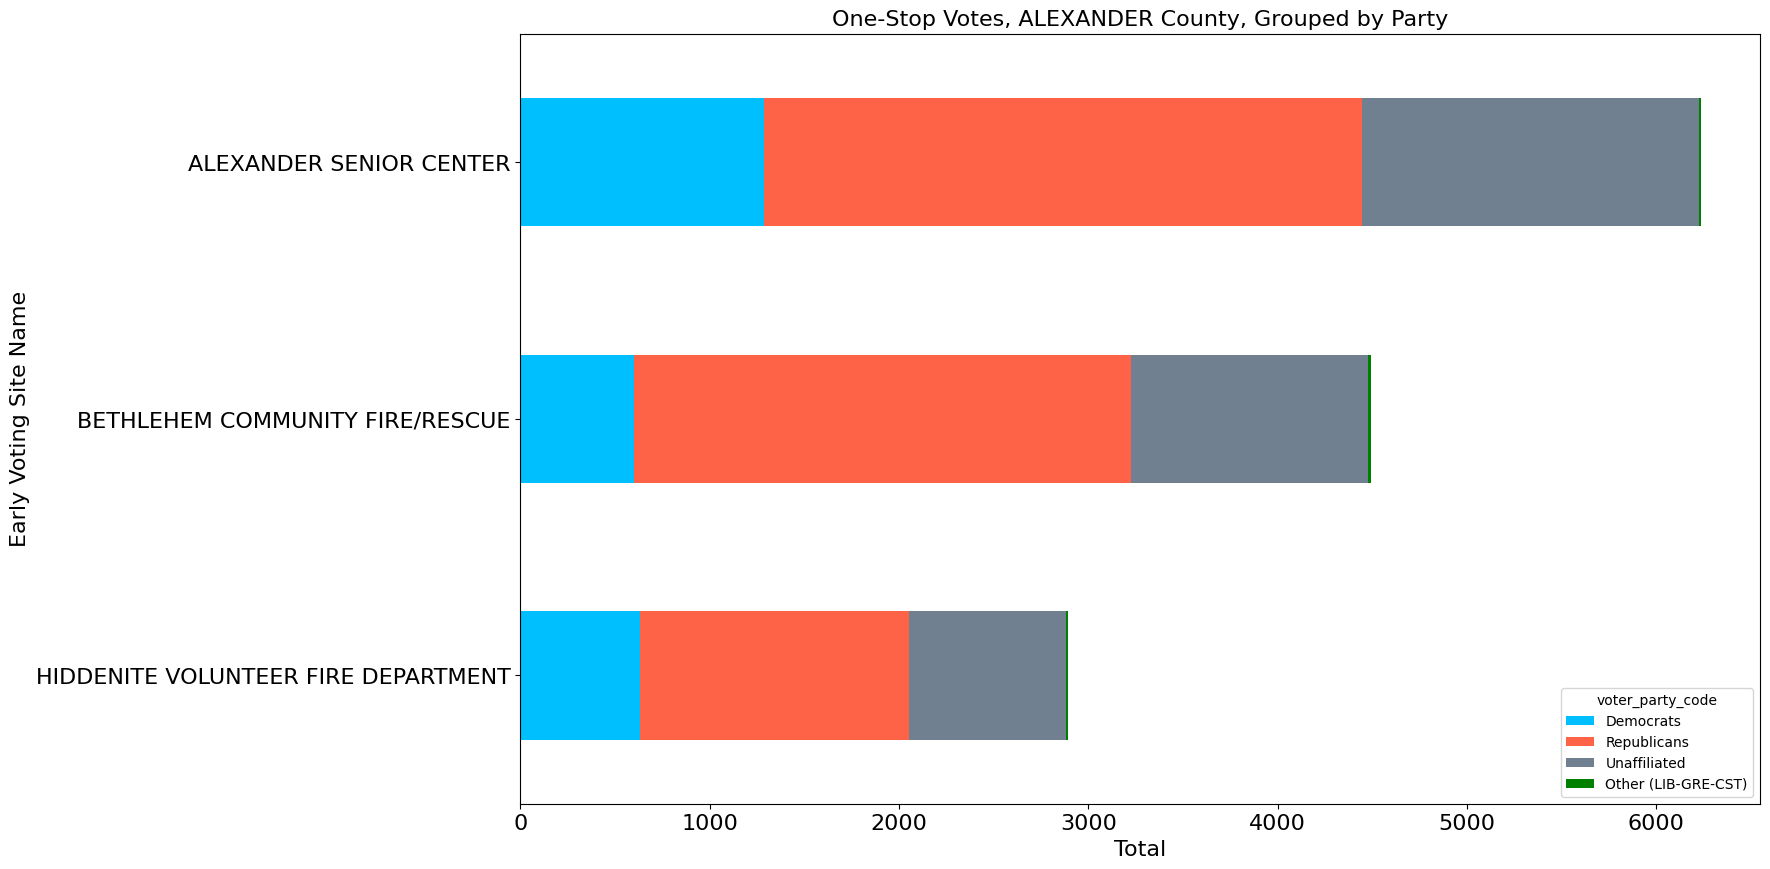 One-Stop Votes, ALEXANDER County, Grouped by Party
Early Voting Site Name
ALEXANDER SENIOR CENTER
BETHLEHEM COMMUNITY FIRE/RESCUE
HIDDENITE VOLUNTEER FIRE DEPARTMENT
voter_party_code
Democrats
Republicans
Unaffiliated
Other (LIB-GRE-CST)
0 1000 2000 3000 4000 5000 6000
Total